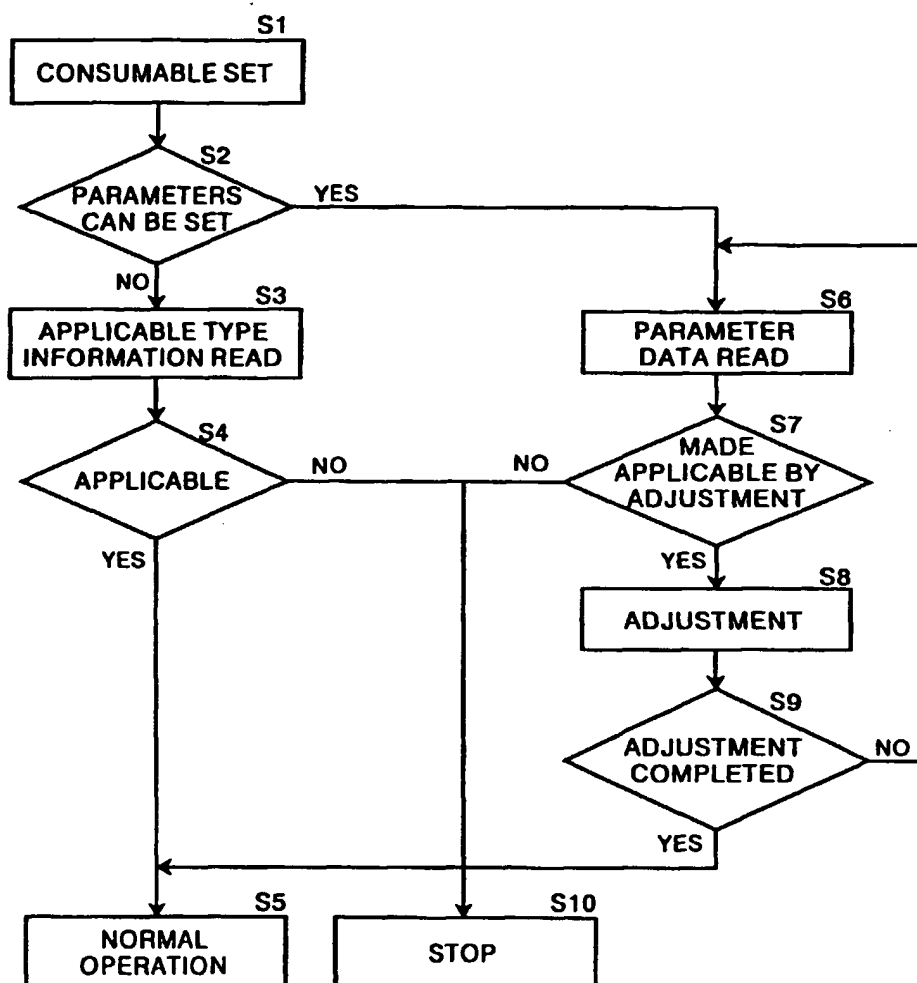 S1
CONSUMABLE SET
S2
PARAMETERS
CAN BE SET
YES
NO
S3
APPLICABLE TYPE
INFORMATION READ
S6
PARAMETER
DATA READ
S4
APPLICABLE
NO
YES
S7
MADE
APPLICABLE BY
ADJUSTMENT
NO
YES
S8
ADJUSTMENT
S9
ADJUSTMENT
COMPLETED
NO
YES
S5
NORMAL
OPERATION
S10
STOP